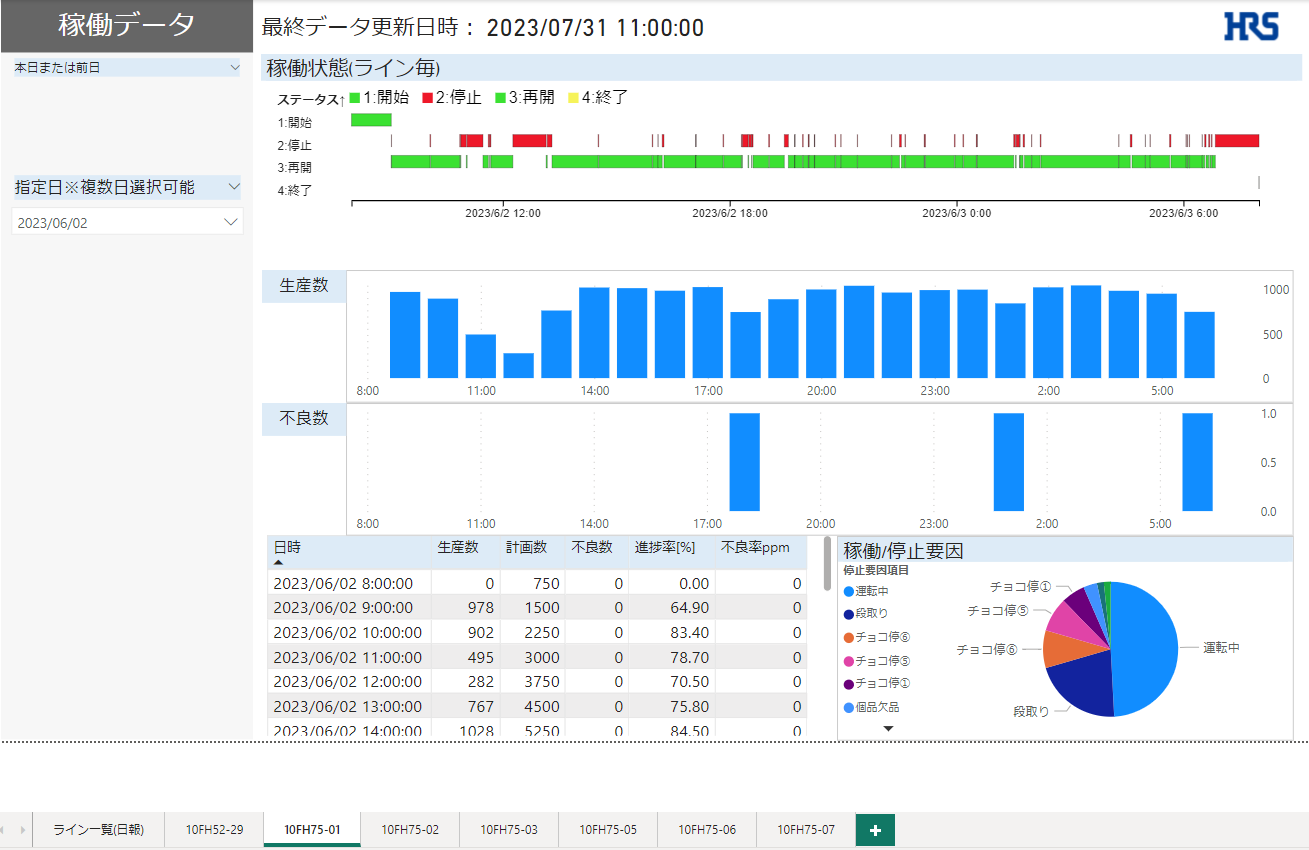 稼働データ
最終データ更新日時： 2023/07/31 11:00:00
HRS
本日または前日
指定日※複数日選択可能
2023/06/02
稼働状態(ライン毎)
ステータス↑ 1:開始 2:停止 3:再開 4:終了
1:開始
2:停止
3:再開
4:終了
2023/6/2 12:00 2023/6/2 18:00 2023/6/3 0:00 2023/6/3 6:00
生産数
1000
500
0
8:00 11:00 14:00 17:00 20:00 23:00 2:00 5:00
不良数
1.0
0.5
0.0
8:00 11:00 14:00 17:00 20:00 23:00 2:00 5:00
日時 生産数 計画数 不良数 進捗率[%] 不良率ppm
2023/06/02 8:00:00 0 750 0 0.00 0
2023/06/02 9:00:00 978 1500 0 64.90 0
2023/06/02 10:00:00 902 2250 0 83.40 0
2023/06/02 11:00:00 495 3000 0 78.70 0
2023/06/02 12:00:00 282 3750 0 70.50 0
2023/06/02 13:00:00 767 4500 0 75.80 0
2023/06/02 14:00:00 1028 5250 0 84.50 0
稼働/停止要因
停止要因項目
運転中
段取り
チョコ停⑥
チョコ停⑤
チョコ停①
個品欠品
チョコ停①
チョコ停⑤
チョコ停⑥
段取り
運転中
ライン一覧(日報) 10FH52-29 10FH75-01 10FH75-02 10FH75-03 10FH75-05 10FH75-06 10FH75-07 +